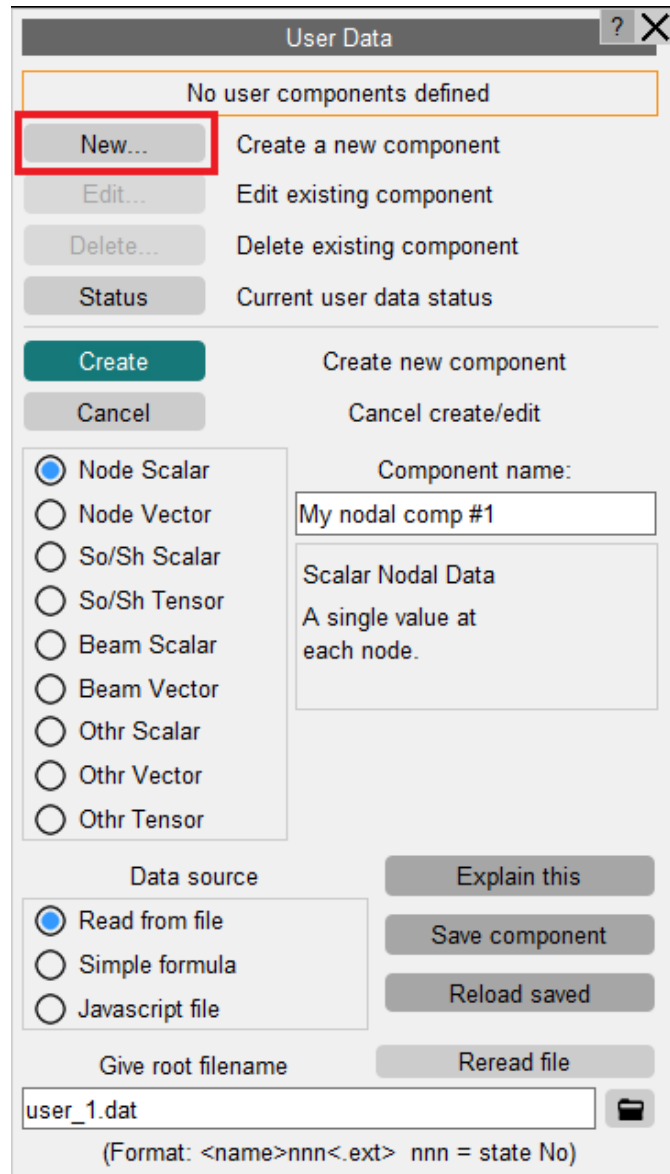 User Data
?
No user components defined
New... Create a new component
Edit... Edit existing component
Delete... Delete existing component
Status Current user data status
Create Create new component
Cancel Cancel create/edit
Node Scalar
Node Vector
So/Sh Scalar
So/Sh Tensor
Beam Scalar
Beam Vector
Othr Scalar
Othr Vector
Othr Tensor
Component name:
My nodal comp #1
Scalar Nodal Data
A single value at
each node.
Data source
Read from file
Simple formula
Javascript file
Explain this
Save component
Reload saved
Give root filename
Reread file
user_1.dat
(Format: <name>nnn<.ext> nnn = state No)